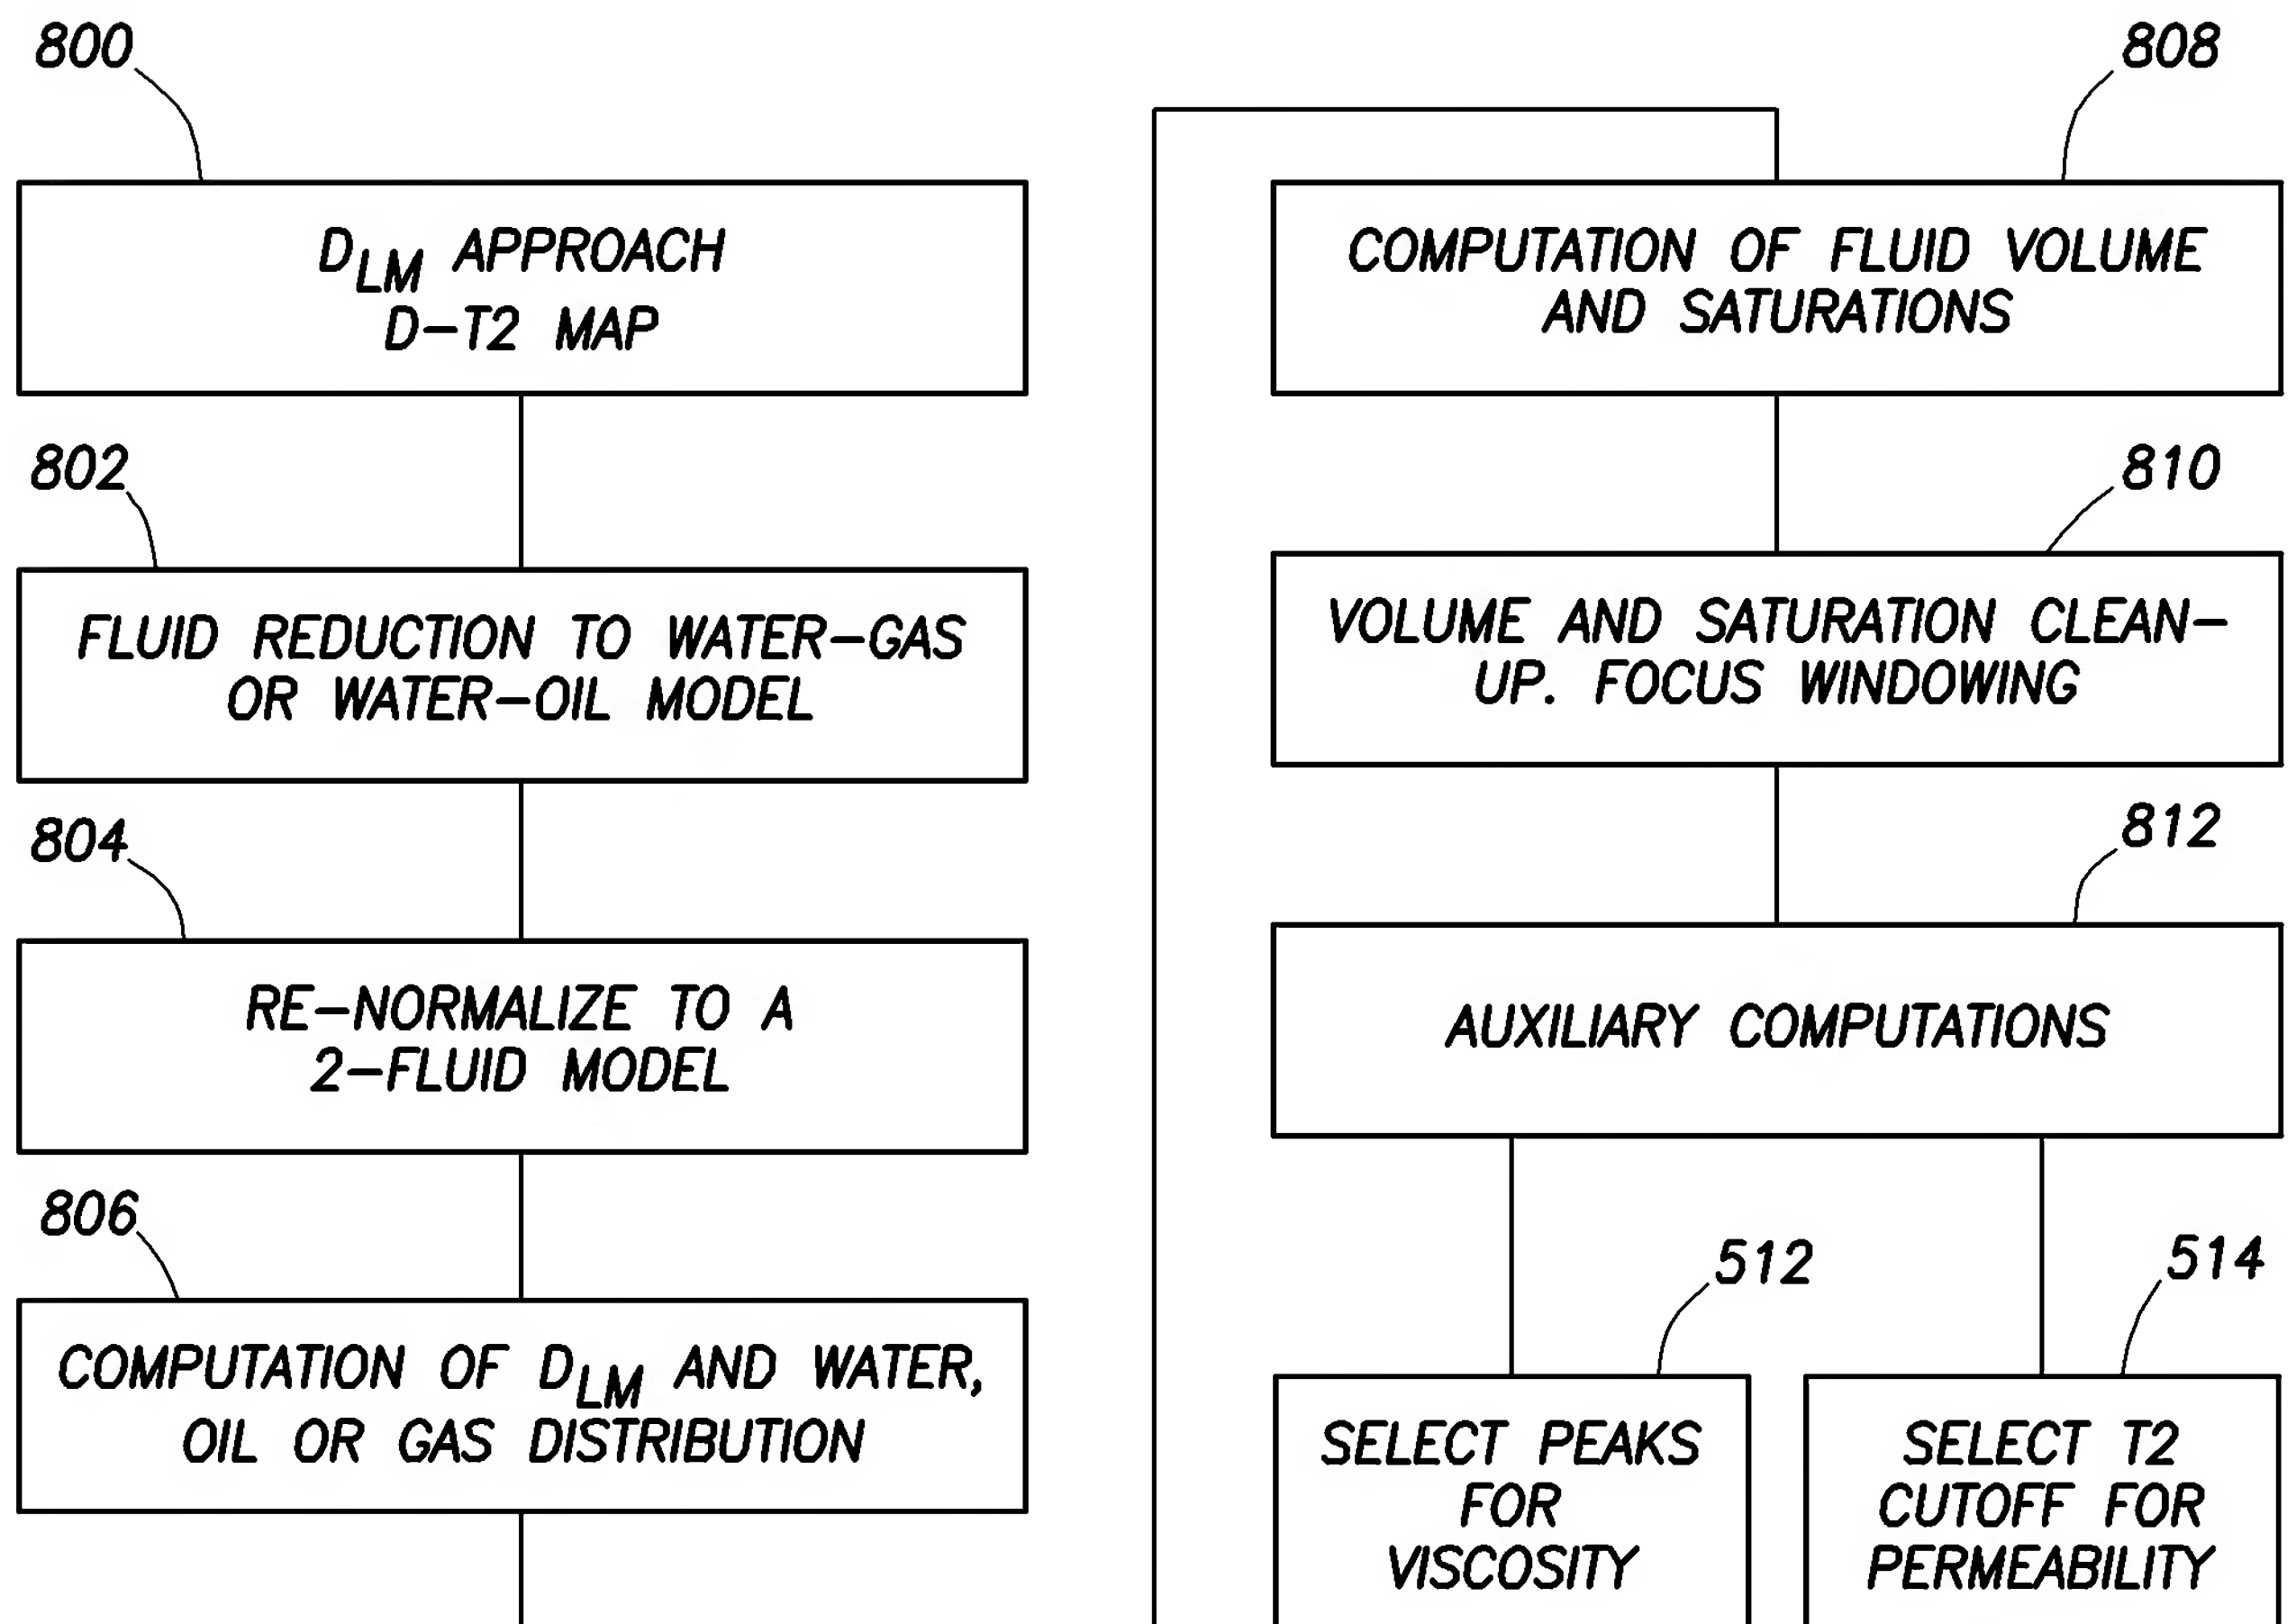 800
D_LM APPROACH
D-T2 MAP
802
FLUID REDUCTION TO WATER-GAS
OR WATER-OIL MODEL
804
RE-NORMALIZE TO A
2-FLUID MODEL
806
COMPUTATION OF D_LM AND WATER,
OIL OR GAS DISTRIBUTION
808
COMPUTATION OF FLUID VOLUME
AND SATURATIONS
810
VOLUME AND SATURATION CLEAN-
UP. FOCUS WINDOWING
812
AUXILIARY COMPUTATIONS
512
SELECT PEAKS
FOR
VISCOSITY
514
SELECT T2
CUTOFF FOR
PERMEABILITY